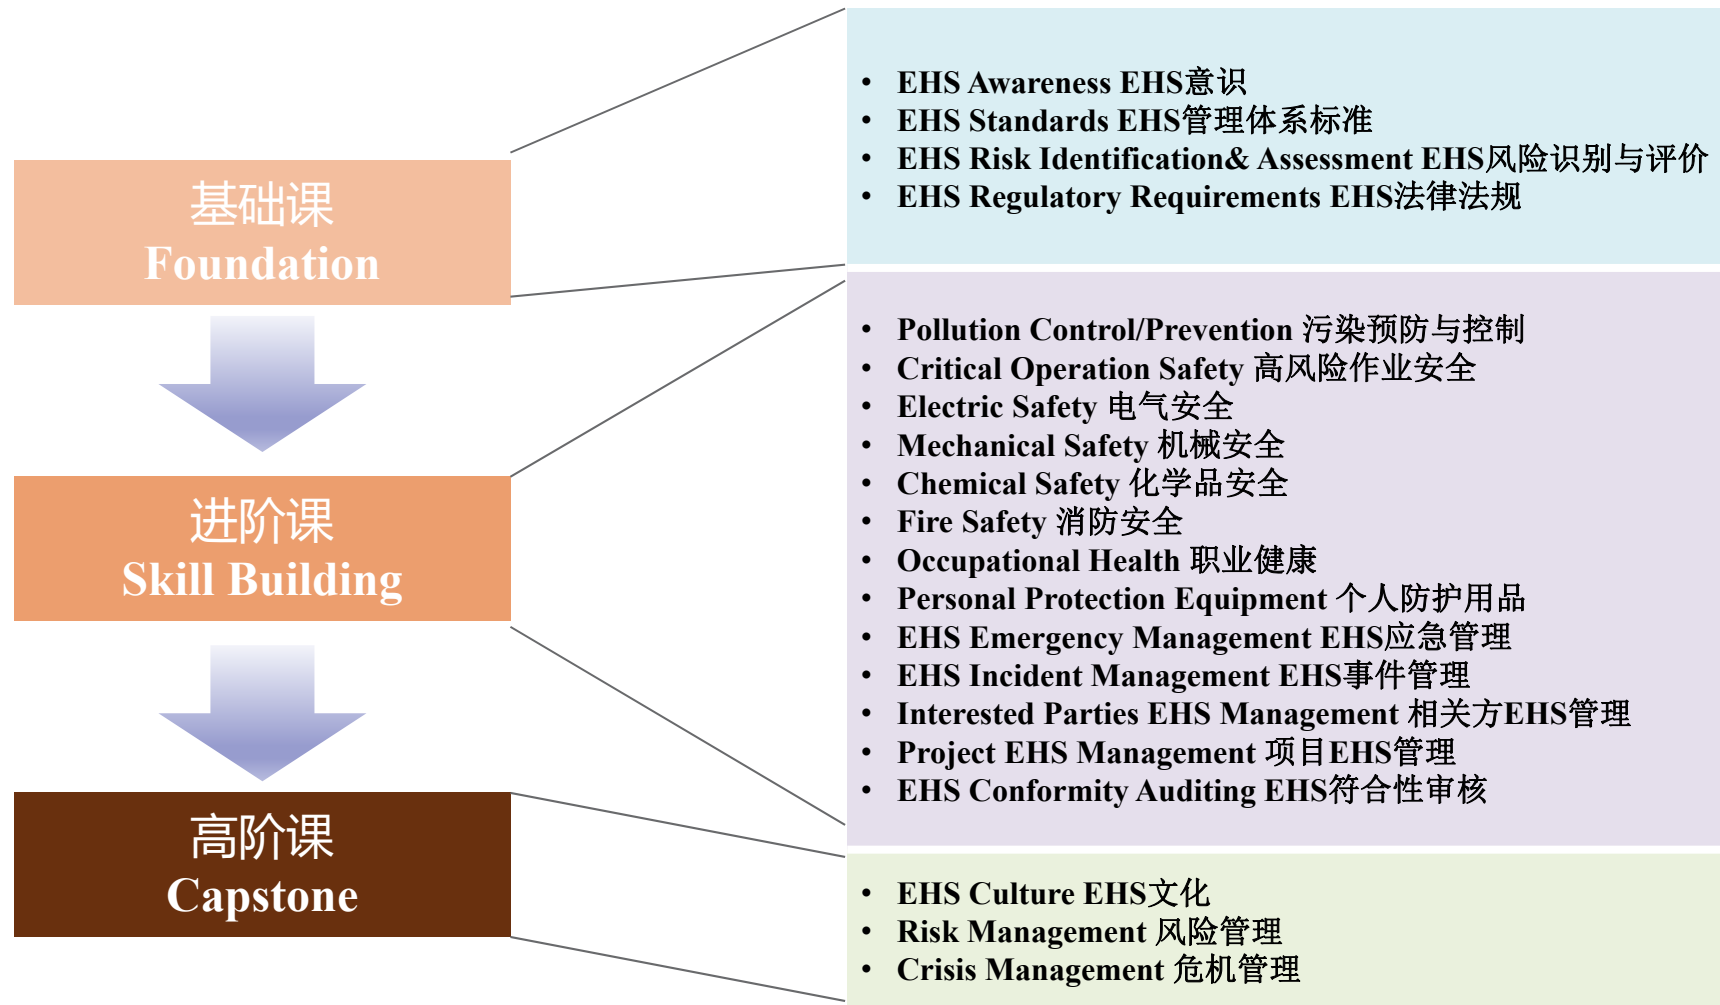 基础课
Foundation
• EHS Awareness EHS意识
• EHS Standards EHS管理体系标准
• EHS Risk Identification& Assessment EHS风险识别与评价
• EHS Regulatory Requirements EHS法律法规
进阶课
Skill Building
• Pollution Control/Prevention 污染预防与控制
• Critical Operation Safety 高风险作业安全
• Electric Safety 电气安全
• Mechanical Safety 机械安全
• Chemical Safety 化学品安全
• Fire Safety 消防安全
• Occupational Health 职业健康
• Personal Protection Equipment 个人防护用品
• EHS Emergency Management EHS应急管理
• EHS Incident Management EHS事件管理
• Interested Parties EHS Management 相关方EHS管理
• Project EHS Management 项目EHS管理
• EHS Conformity Auditing EHS符合性审核
高阶课
Capstone
• EHS Culture EHS文化
• Risk Management 风险管理
• Crisis Management 危机管理